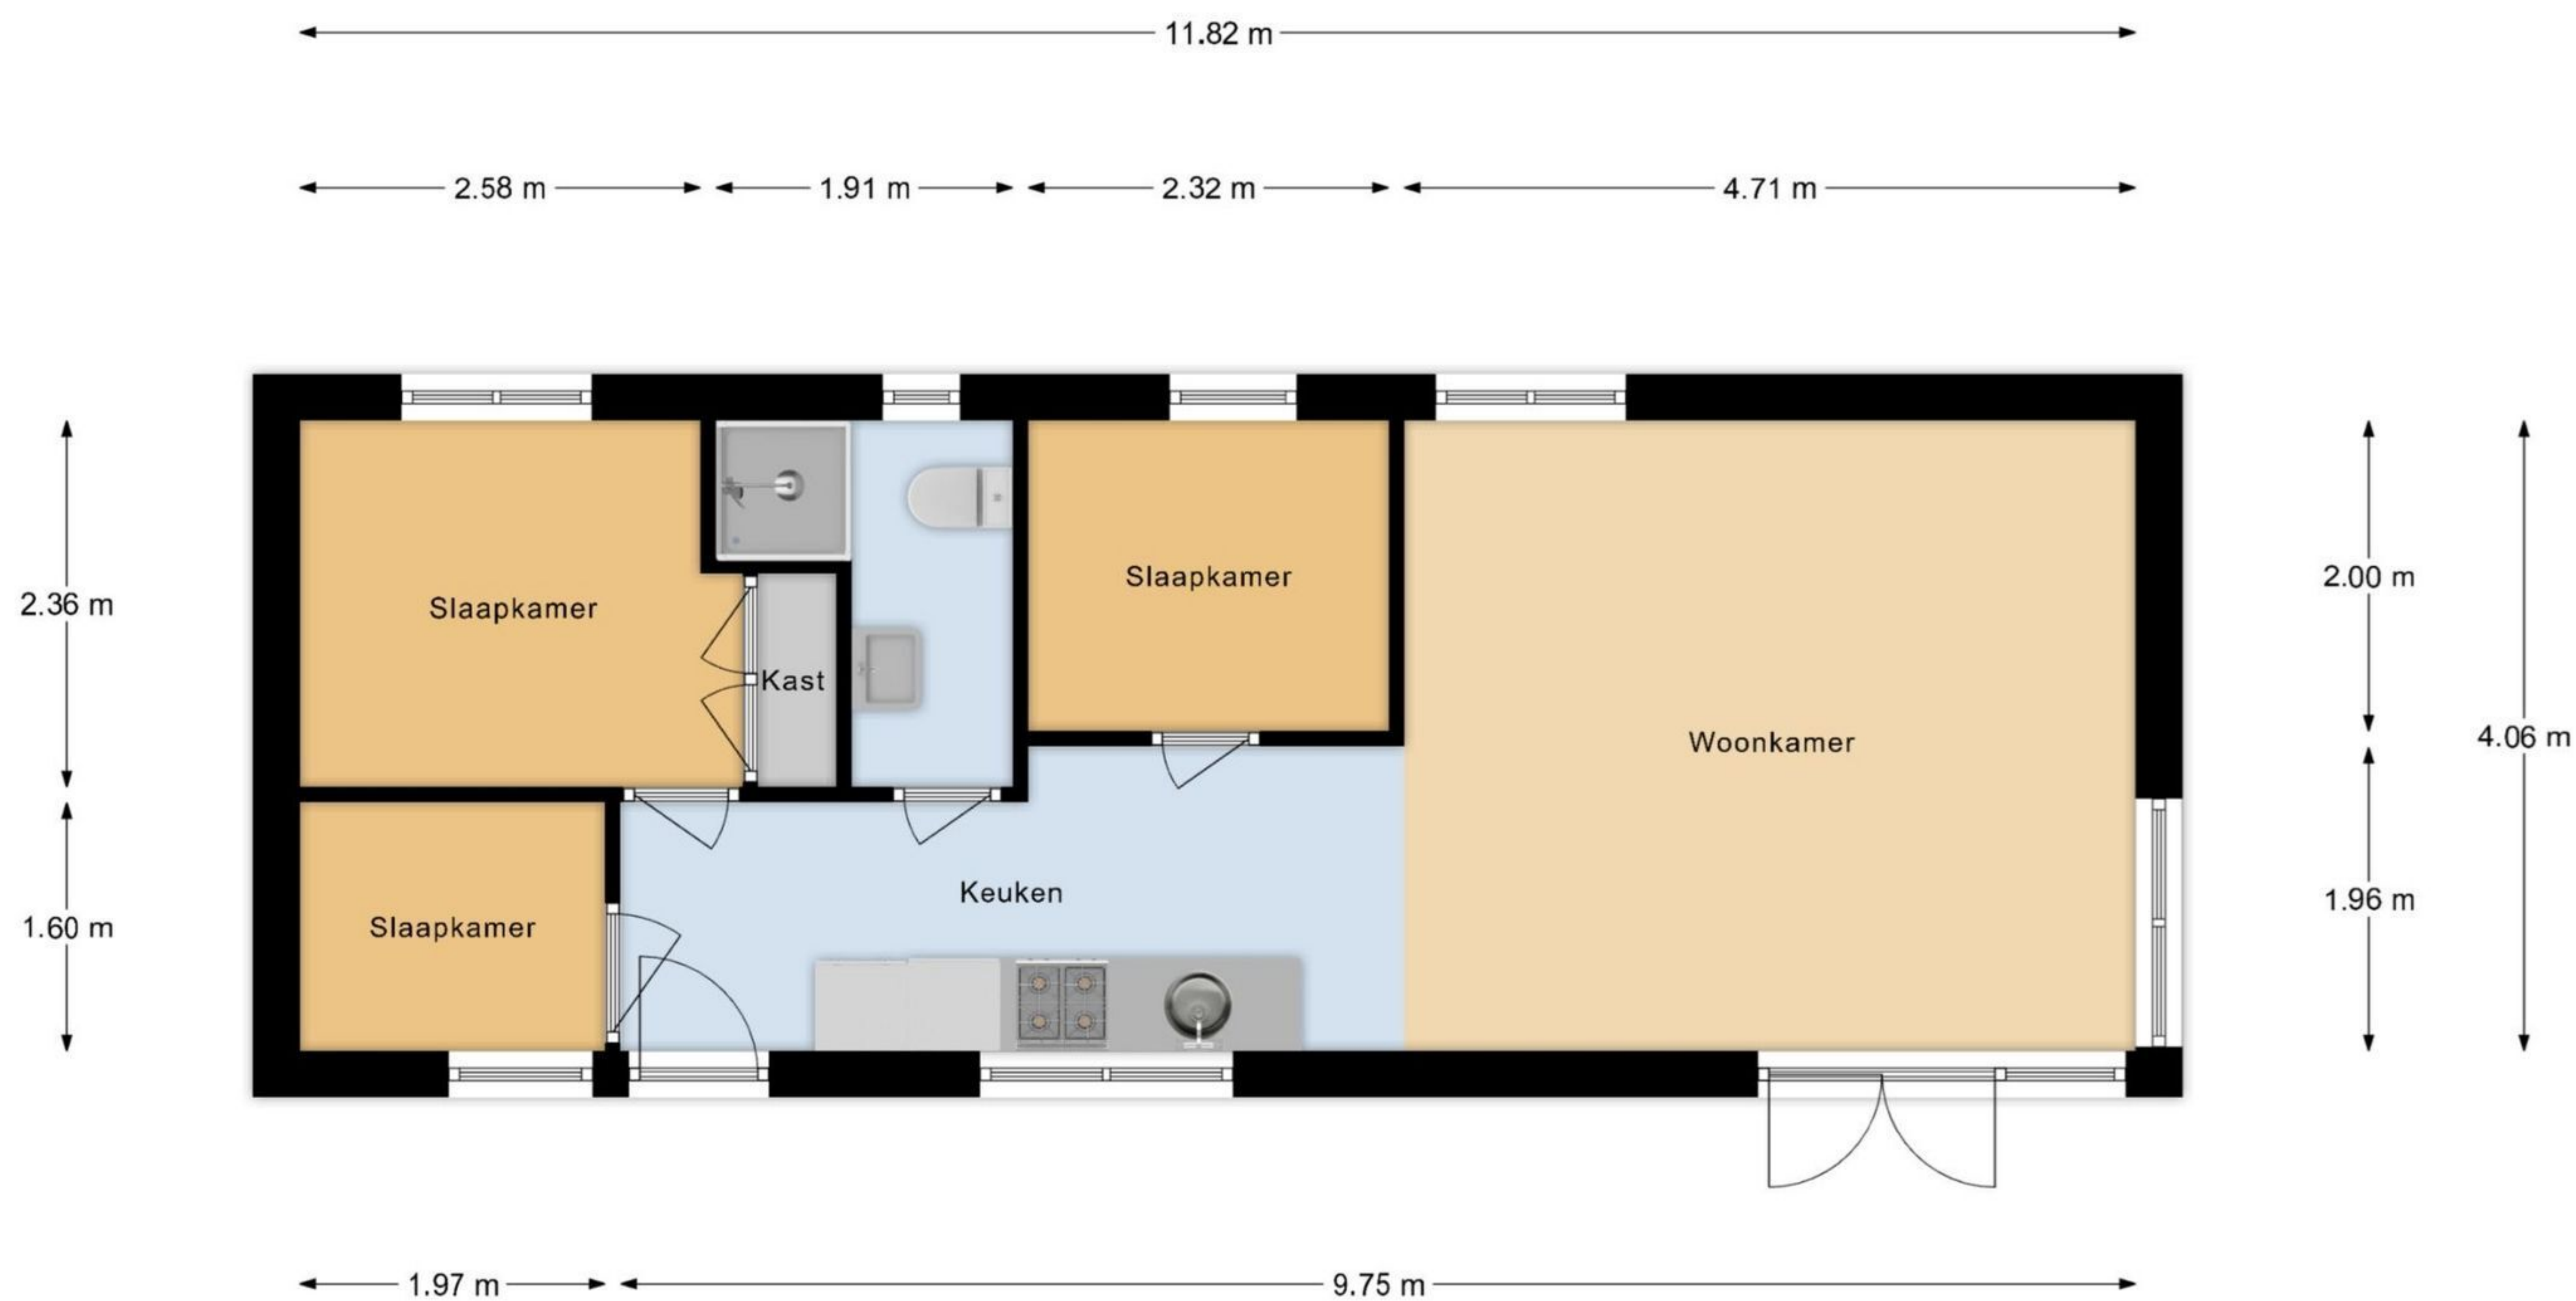 11.82 m
2.58 m
1.91 m
2.32 m
4.71 m
Slaapkamer
Slaapkamer
2.00 m
2.36 m
Kast
Woonkamer
4.06 m
Keuken
1.96 m
Slaapkamer
1.60 m
1.97 m
9.75 m